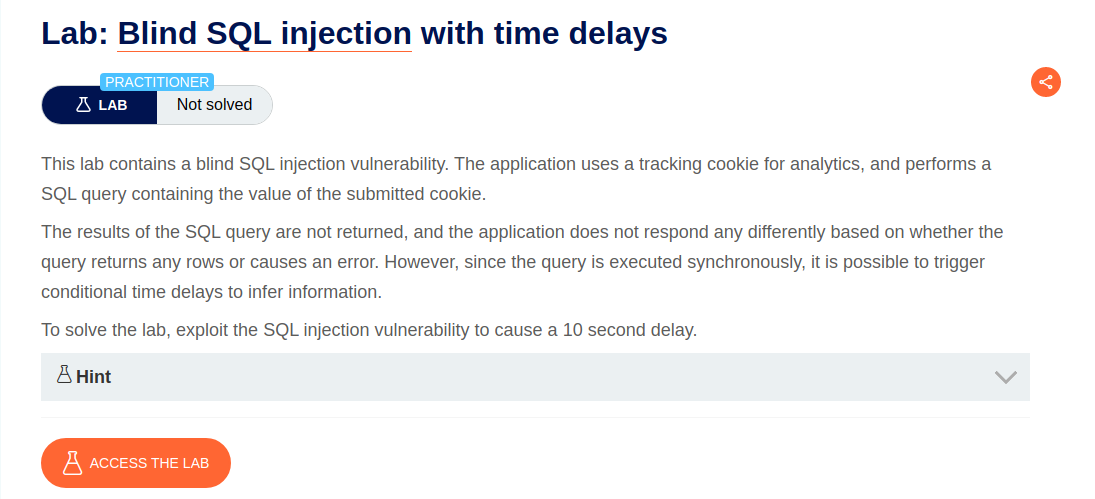 Lab: Blind SQL injection with time delays
PRACTITIONER
LAB Not solved
This lab contains a blind SQL injection vulnerability. The application uses a tracking cookie for analytics, and performs a
SQL query containing the value of the submitted cookie.
The results of the SQL query are not returned, and the application does not respond any differently based on whether the
query returns any rows or causes an error. However, since the query is executed synchronously, it is possible to trigger
conditional time delays to infer information.
To solve the lab, exploit the SQL injection vulnerability to cause a 10 second delay.
Hint
ACCESS THE LAB